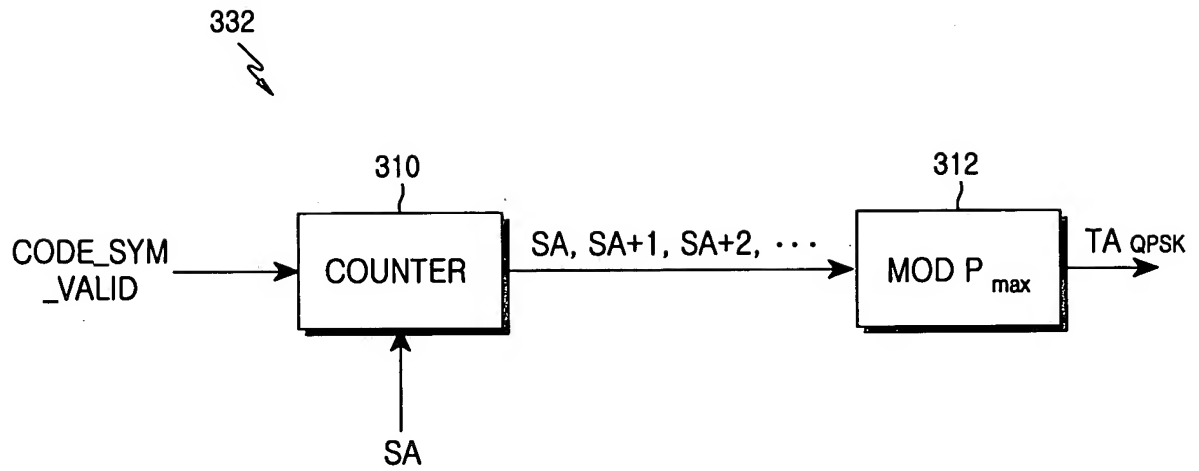 332
310
312
CODE_SYM
_VALID
COUNTER
SA, SA+1, SA+2, ···
MOD P max
TA QPSK
SA